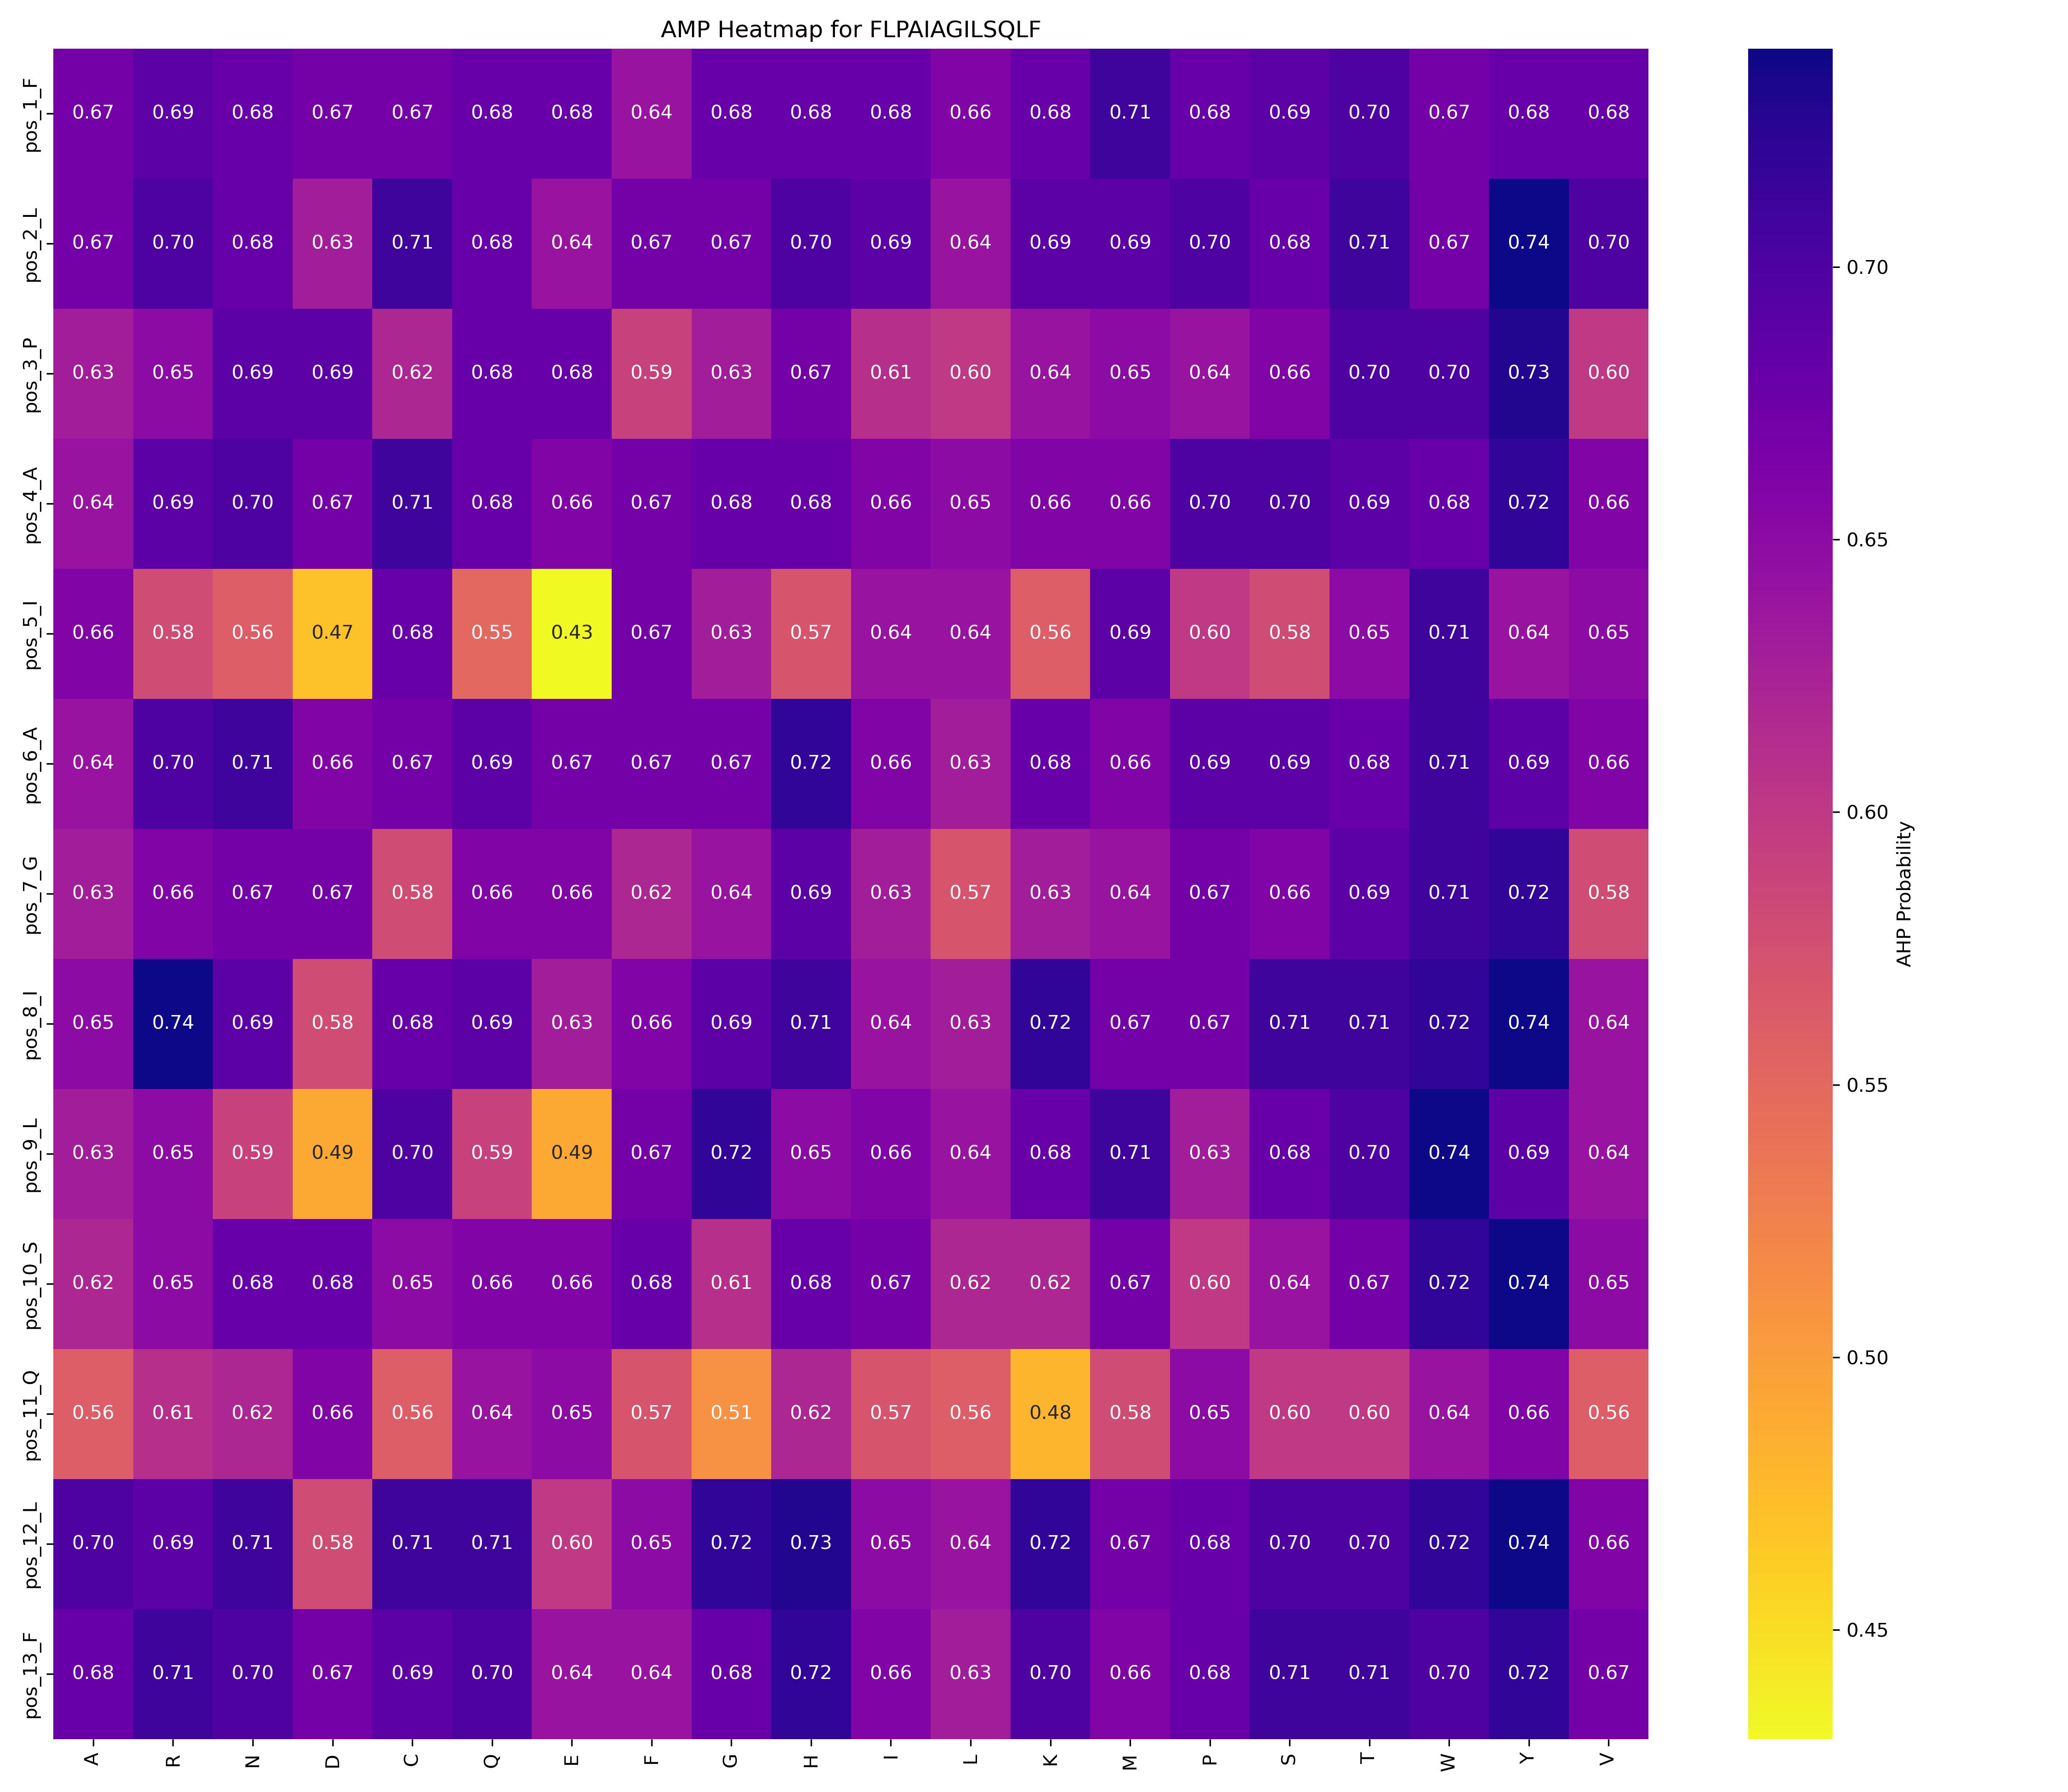 AMP Heatmap for FLPAIAGILSQLF
pos_1_F 0.67 0.69 0.68 0.67 0.67 0.68 0.68 0.64 0.68 0.68 0.68 0.66 0.68 0.71 0.68 0.69 0.70 0.67 0.68 0.68
pos_2_L 0.67 0.70 0.68 0.63 0.71 0.68 0.64 0.67 0.67 0.70 0.69 0.64 0.69 0.69 0.70 0.68 0.71 0.67 0.74 0.70
pos_3_P 0.63 0.65 0.69 0.69 0.62 0.68 0.68 0.59 0.63 0.67 0.61 0.60 0.64 0.65 0.64 0.66 0.70 0.70 0.73 0.60
pos_4_A 0.64 0.69 0.70 0.67 0.71 0.68 0.66 0.67 0.68 0.68 0.66 0.65 0.66 0.66 0.70 0.70 0.69 0.68 0.72 0.66
pos_5_I 0.66 0.58 0.56 0.47 0.68 0.55 0.43 0.67 0.63 0.57 0.64 0.64 0.56 0.69 0.60 0.58 0.65 0.71 0.64 0.65
pos_6_A 0.64 0.70 0.71 0.66 0.67 0.69 0.67 0.67 0.67 0.72 0.66 0.63 0.68 0.66 0.69 0.69 0.68 0.71 0.69 0.66
pos_7_G 0.63 0.66 0.67 0.67 0.58 0.66 0.66 0.62 0.64 0.69 0.63 0.57 0.63 0.64 0.67 0.66 0.69 0.71 0.72 0.58
pos_8_I 0.65 0.74 0.69 0.58 0.68 0.69 0.63 0.66 0.69 0.71 0.64 0.63 0.72 0.67 0.67 0.71 0.71 0.72 0.74 0.64
pos_9_L 0.63 0.65 0.59 0.49 0.70 0.59 0.49 0.67 0.72 0.65 0.66 0.64 0.68 0.71 0.63 0.68 0.70 0.74 0.69 0.64
pos_10_S 0.62 0.65 0.68 0.68 0.65 0.66 0.66 0.68 0.61 0.68 0.67 0.62 0.62 0.67 0.60 0.64 0.67 0.72 0.74 0.65
pos_11_Q 0.56 0.61 0.62 0.66 0.56 0.64 0.65 0.57 0.51 0.62 0.57 0.56 0.48 0.58 0.65 0.60 0.60 0.64 0.66 0.56
pos_12_L 0.70 0.69 0.71 0.58 0.71 0.71 0.60 0.65 0.72 0.73 0.65 0.64 0.72 0.67 0.68 0.70 0.70 0.72 0.74 0.66
pos_13_F 0.68 0.71 0.70 0.67 0.69 0.70 0.64 0.64 0.68 0.72 0.66 0.63 0.70 0.66 0.68 0.71 0.71 0.70 0.72 0.67
A R N D C Q E F G H I L K M P S T W Y V
0.70
0.65
0.60
0.55
0.50
0.45
AHP Probability